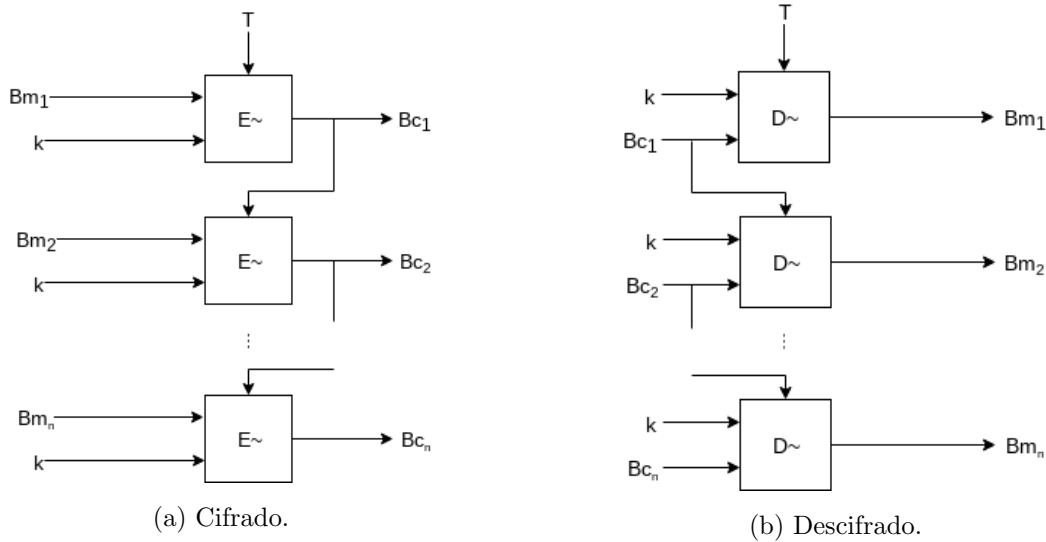 T
Bm1
k
E~
Bc1
Bm2
k
E~
Bc2
Bmn
k
E~
Bcn
(a) Cifrado.
T
k
Bc1
D~
Bm1
k
Bc2
D~
Bm2
k
Bcn
D~
Bmn
(b) Descifrado.